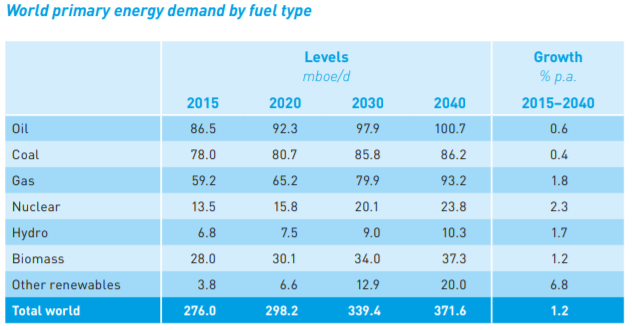 World primary energy demand by fuel type
Levels Growth
mboe/d % p.a.
2015 2020 2030 2040 2015–2040
Oil 86.5 92.3 97.9 100.7 0.6
Coal 78.0 80.7 85.8 86.2 0.4
Gas 59.2 65.2 79.9 93.2 1.8
Nuclear 13.5 15.8 20.1 23.8 2.3
Hydro 6.8 7.5 9.0 10.3 1.7
Biomass 28.0 30.1 34.0 37.3 1.2
Other renewables 3.8 6.6 12.9 20.0 6.8
Total world 276.0 298.2 339.4 371.6 1.2